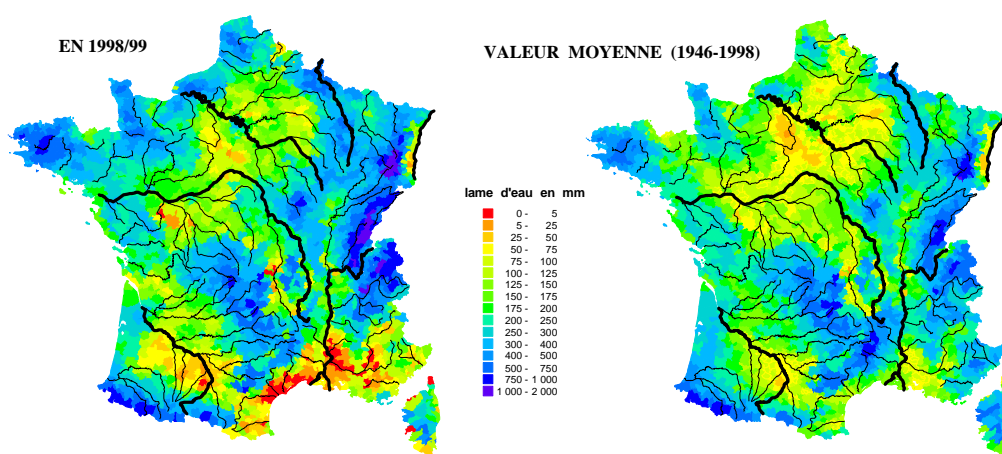 EN 1998/99
VALEUR MOYENNE (1946-1998)
lame d'eau en mm
0 - 5
5 - 25
25 - 50
50 - 75
75 - 100
100 - 125
125 - 150
150 - 175
175 - 200
200 - 250
250 - 300
300 - 400
400 - 500
500 - 750
750 - 1 000
1 000 - 2 000